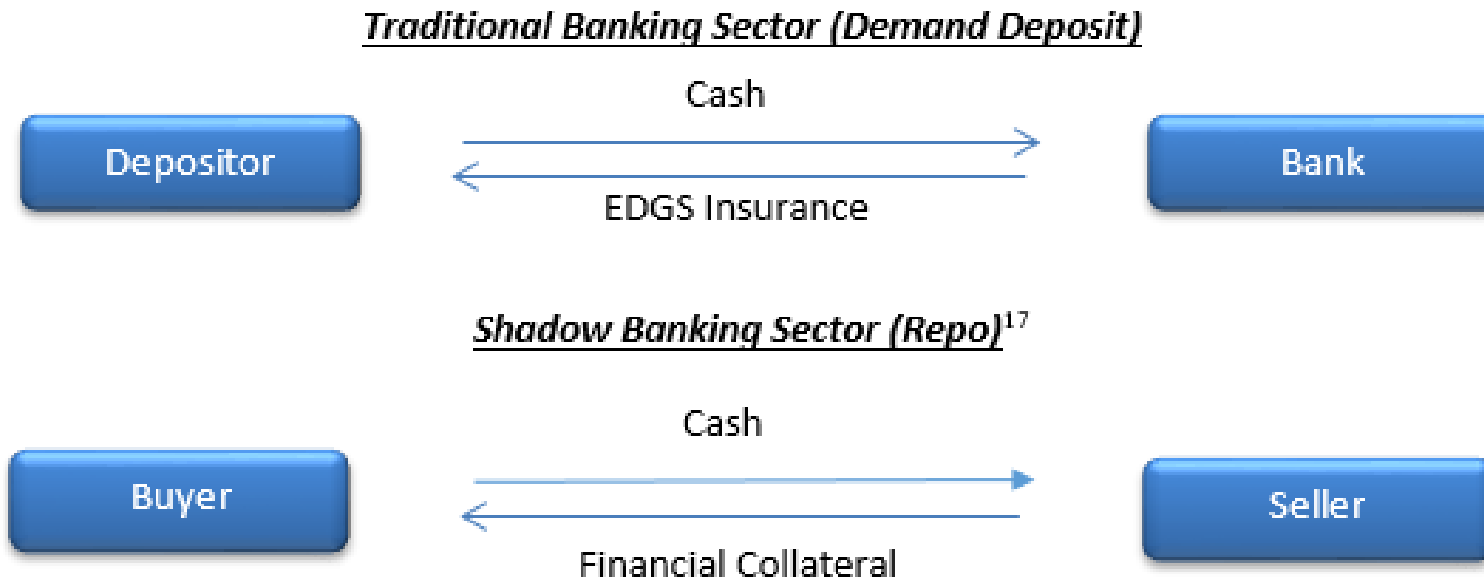 Traditional Banking Sector (Demand Deposit)
Cash
Depositor
Bank
EDGS Insurance
Shadow Banking Sector (Repo)17
Cash
Buyer
Seller
Financial Collateral